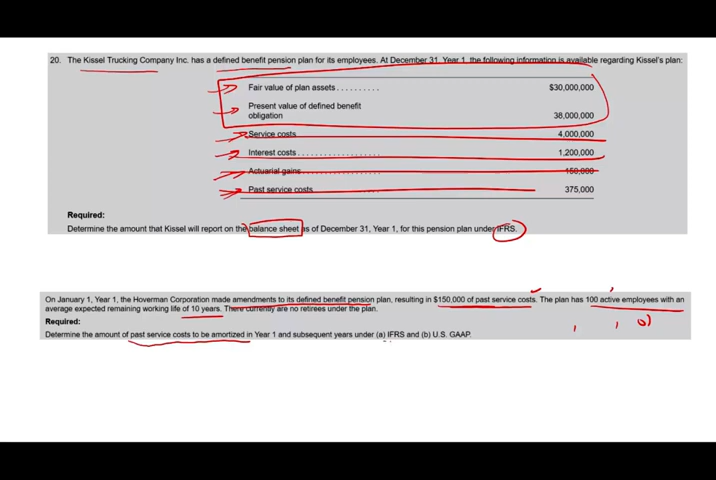 20. The Kissel Trucking Company Inc. has a defined benefit pension plan for its employees. At December 31, Year 1, the following information is available regarding Kissel's plan:
Fair value of plan assets . . . . . . . . . . $30,000,000
Present value of defined benefit
obligation 38,000,000
Service costs 4,000,000
Interest costs . . . . . . . . . . . . . . . . . . . . 1,200,000
Actuarial gains. 150,000
Past service costs 375,000
Required:
Determine the amount that Kissel will report on the balance sheet as of December 31, Year 1, for this pension plan under IFRS.
On January 1, Year 1, the Hoverman Corporation made amendments to its defined benefit pension plan, resulting in $150,000 of past service costs. The plan has 100 active employees with an
average expected remaining working life of 10 years. There currently are no retirees under the plan.
Required:
Determine the amount of past service costs to be amortized in Year 1 and subsequent years under (a) IFRS and (b) U.S. GAAP.